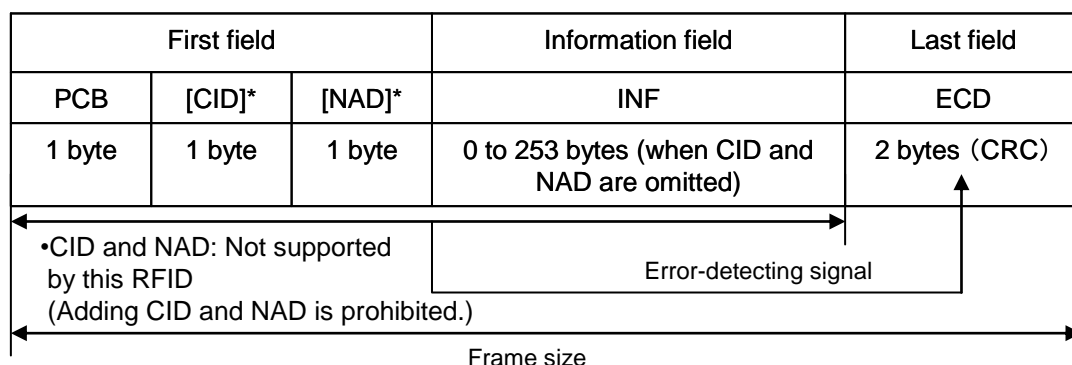 First field Information field Last field
PCB [CID]* [NAD]* INF ECD
1 byte 1 byte 1 byte 0 to 253 bytes (when CID and NAD are omitted) 2 bytes （CRC）
•CID and NAD: Not supported
by this RFID
(Adding CID and NAD is prohibited.)
Error-detecting signal
Frame size